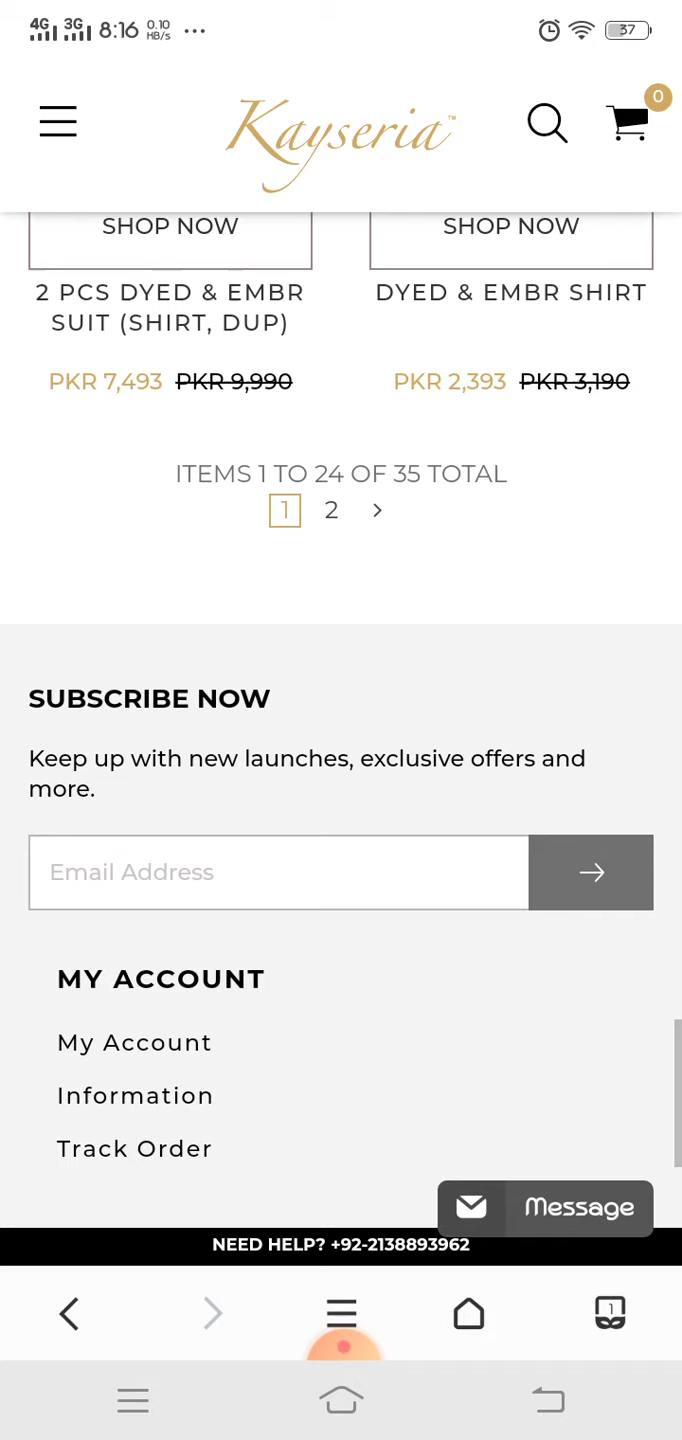 4G 3G 8:16 0.10 HB/s ... 37
Kayseria™ 0
SHOP NOW SHOP NOW
2 PCS DYED & EMBR DYED & EMBR SHIRT
SUIT (SHIRT, DUP)
PKR 7,493 PKR 9,990 PKR 2,393 PKR 3,190
ITEMS 1 TO 24 OF 35 TOTAL
1 2 >
SUBSCRIBE NOW
Keep up with new launches, exclusive offers and
more.
Email Address
MY ACCOUNT
My Account
Information
Track Order
Message
NEED HELP? +92-2138893962
1